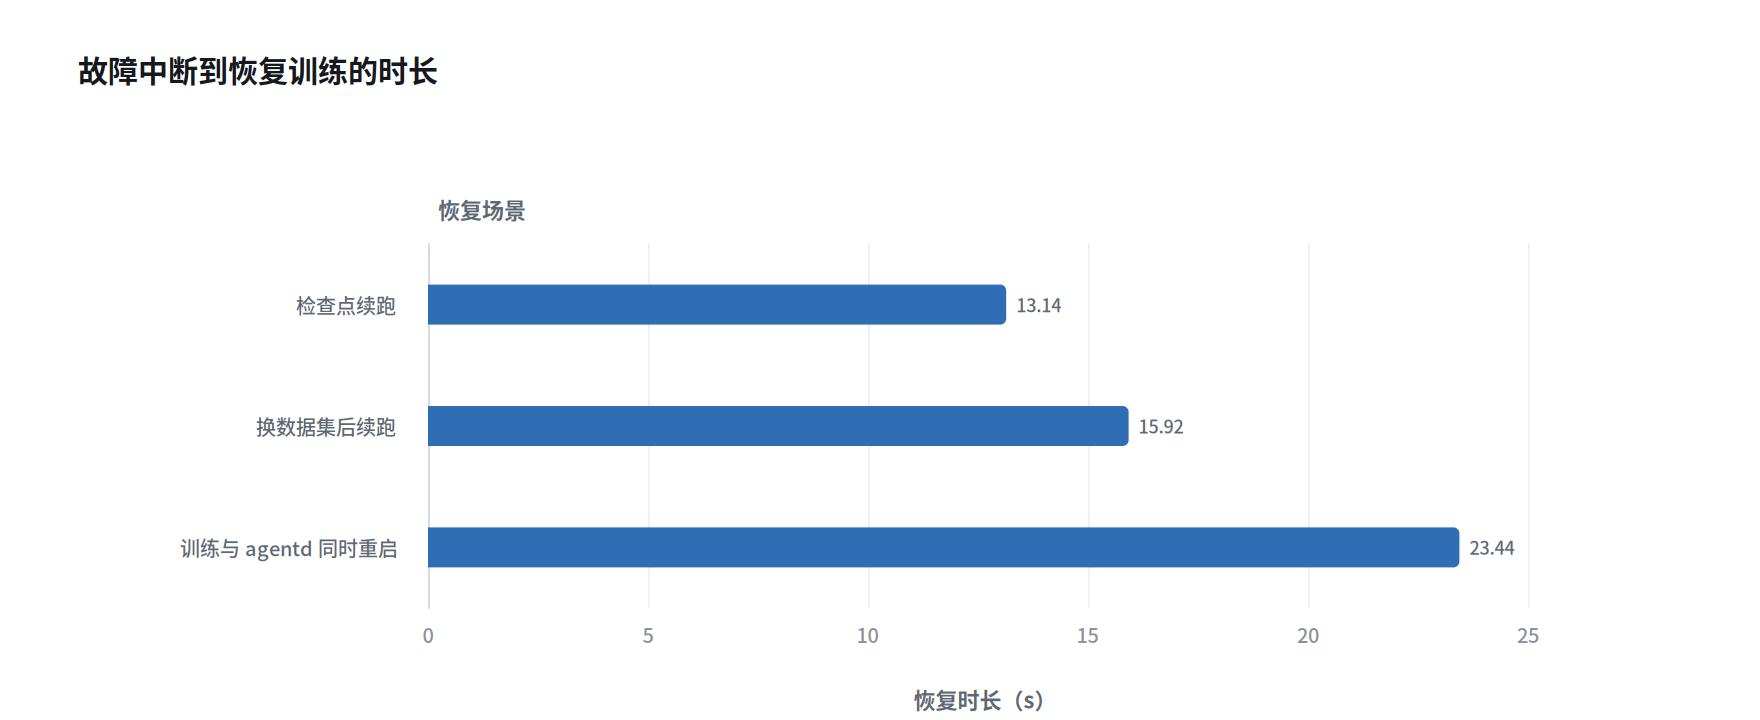 故障中断到恢复训练的时长
恢复场景
检查点续跑
13.14
换数据集后续跑
15.92
训练与 agentd 同时重启
23.44
0 5 10 15 20 25
恢复时长（s）